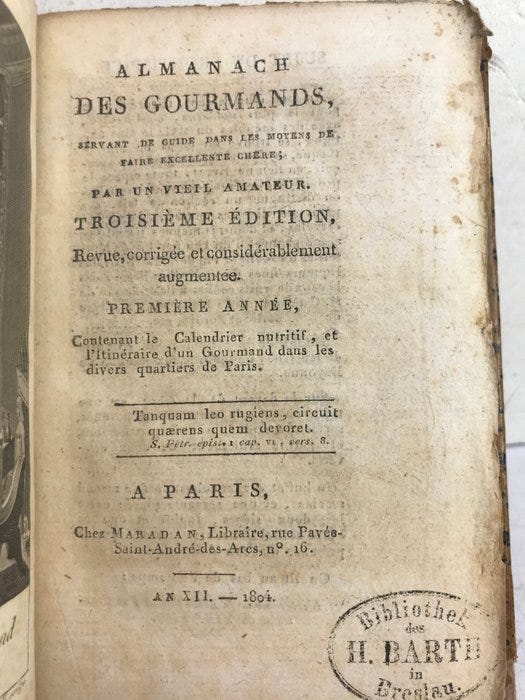 ALMANACH
DES GOURMANDS,
SERVANT DE GUIDE DANS LES MOYENS DE
FAIRE EXCELLENTE CHÈRE;
PAR UN VIEIL AMATEUR.
TROISIÈME ÉDITION,
Revue, corrigée et considérablement
augmentée.
PREMIÈRE ANNÉE,
Contenant le Calendrier nutritif, et
l'Itinéraire d'un Gourmand dans les
divers quartiers de Paris.
Tanquam leo rugiens, circuit
quærens quem devoret.
S. Petr. epist. 1 cap. VI, vers. 8.
A PARIS,
Chez MARADAN, Libraire, rue Pavée-
Saint-André-des-Arcs, nº. 16.
AN XII. — 1804.
Bibliothek
des
H. BARTH
in
Breslau.